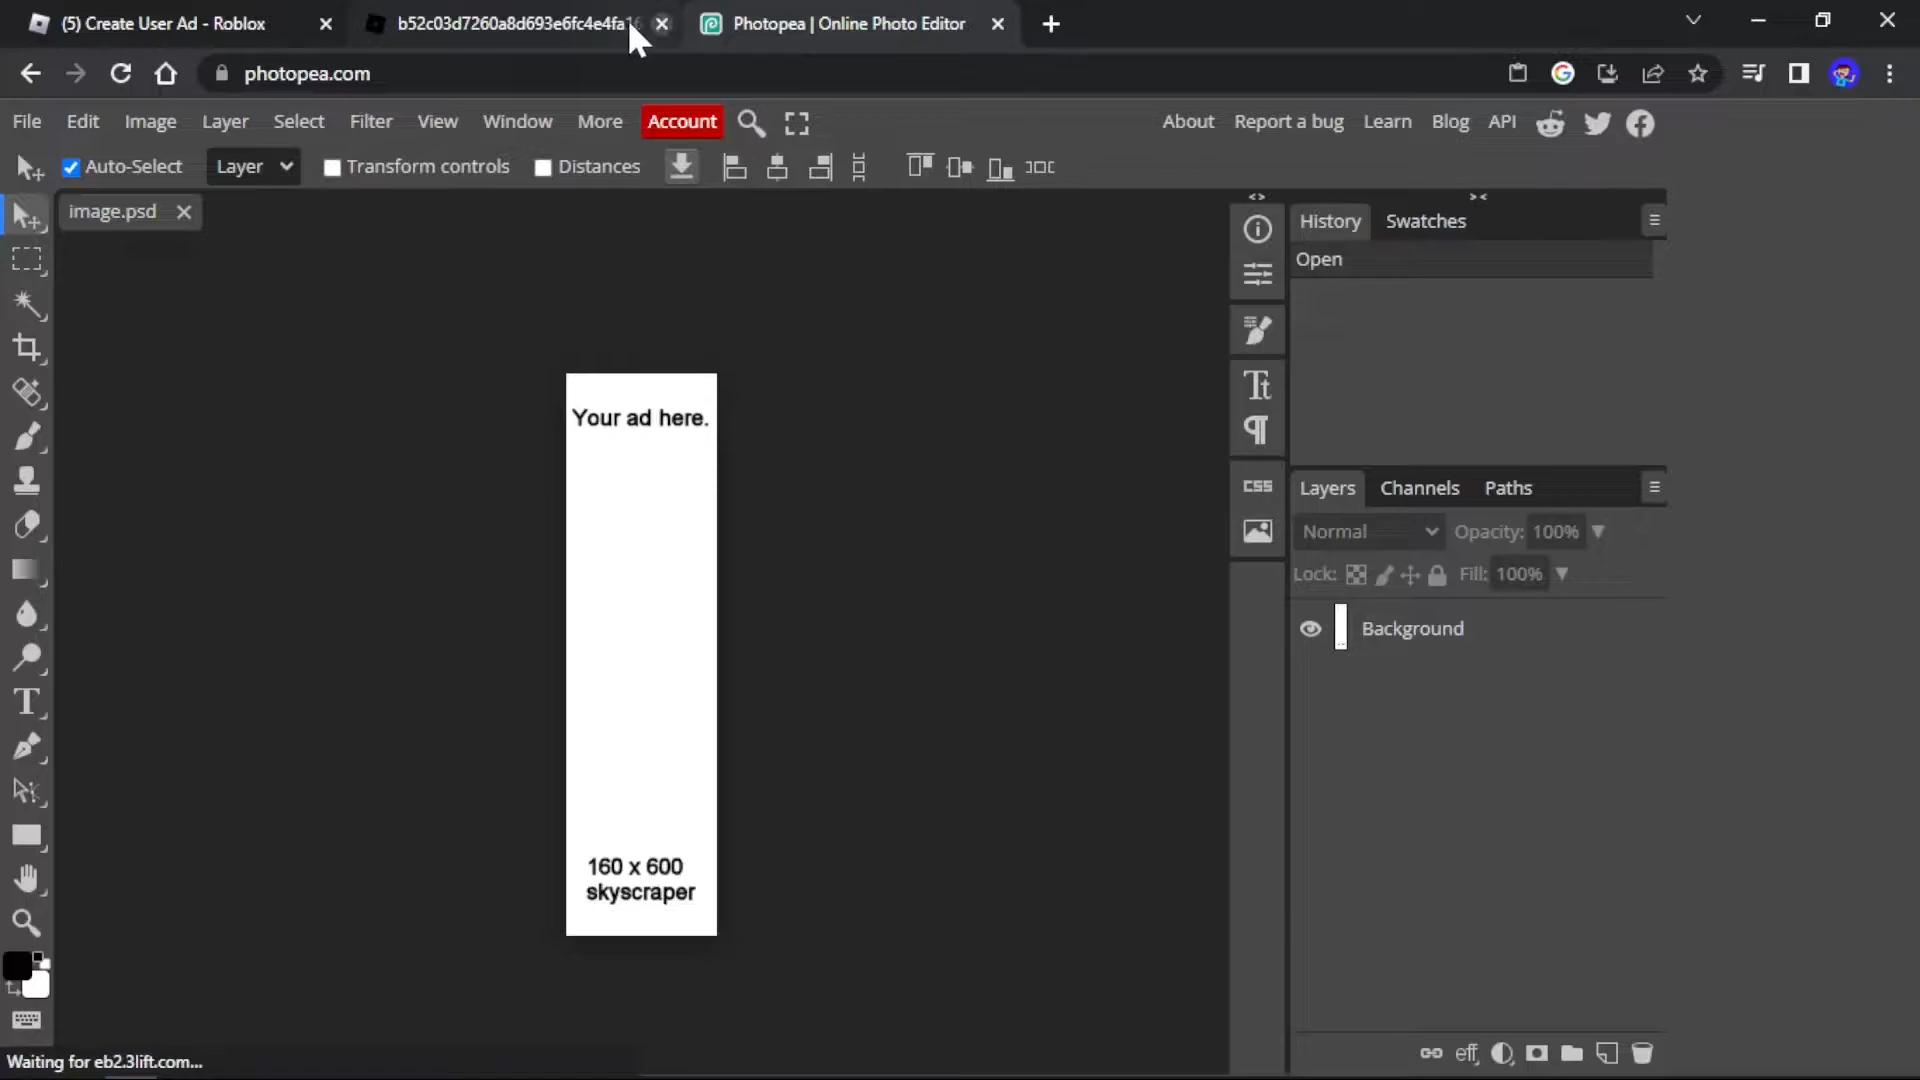 (5) Create User Ad - Roblox
b52c03d7260a8d693e6fc4e4fa16
Photopea | Online Photo Editor
photopea.com
File Edit Image Layer Select Filter View Window More Account
About Report a bug Learn Blog API
Auto-Select Layer Transform controls Distances
image.psd
History Swatches
Open
Your ad here.
160 x 600
skyscraper
CSS
Layers Channels Paths
Normal Opacity: 100%
Lock: Fill: 100%
Background
eff
Waiting for eb2.3lift.com...